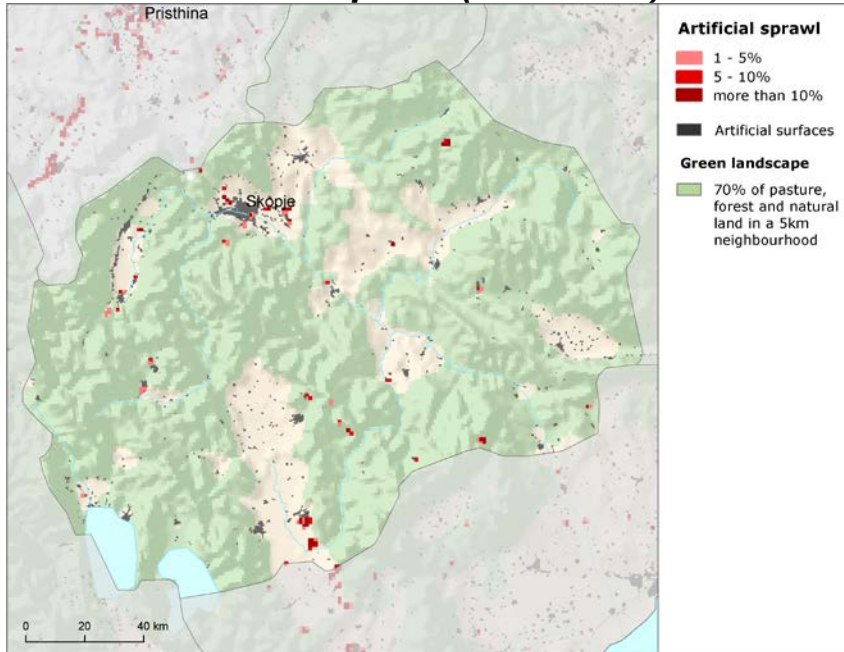 Pristhina
Skopje
0 20 40 km
Artificial sprawl
1 - 5%
5 - 10%
more than 10%
Artificial surfaces
Green landscape
70% of pasture,
forest and natural
land in a 5km
neighbourhood